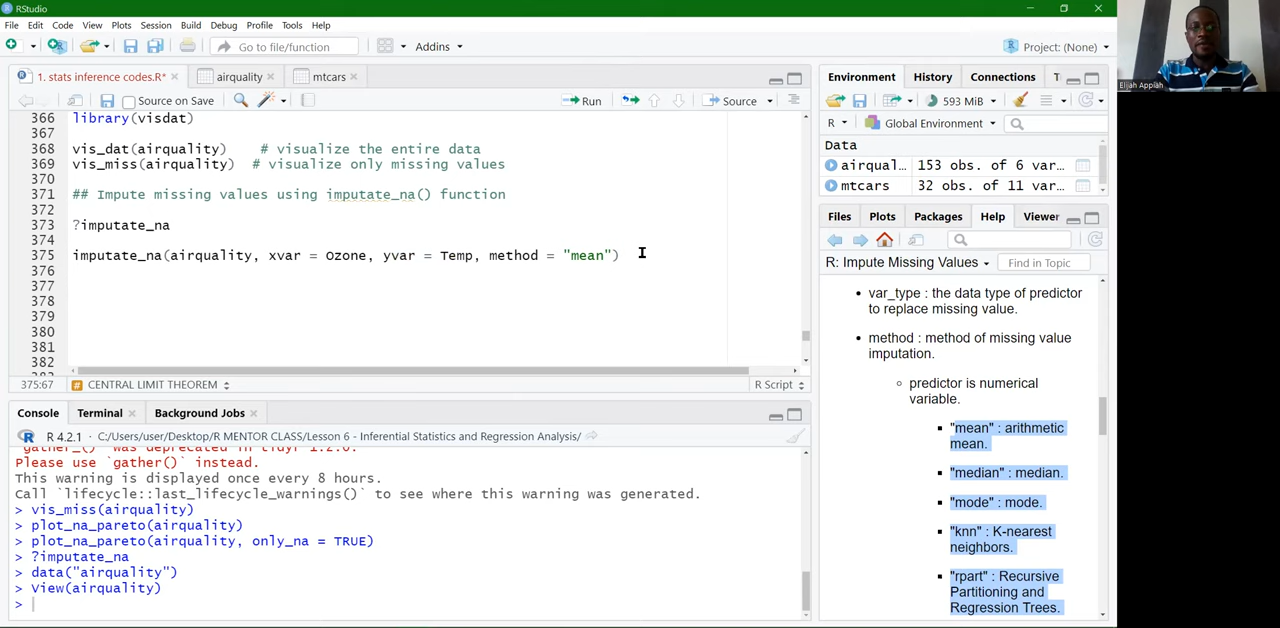 RStudio
File Edit Code View Plots Session Build Debug Profile Tools Help
Go to file/function Addins Project: (None)
1. stats inference codes.R* airquality mtcars
Source on Save Run Source
366 library(visdat)
367
368 vis_dat(airquality) # visualize the entire data
369 vis_miss(airquality) # visualize only missing values
370
371 ## Impute missing values using imputate_na() function
372
373 ?imputate_na
374
375 imputate_na(airquality, xvar = Ozone, yvar = Temp, method = "mean")
376
377
378
379
380
381
382
375:67 # CENTRAL LIMIT THEOREM R Script
Console Terminal Background Jobs
R 4.2.1 · C:/Users/user/Desktop/R MENTOR CLASS/Lesson 6 - Inferential Statistics and Regression Analysis/
Please use `gather()` instead.
This warning is displayed once every 8 hours.
Call `lifecycle::last_lifecycle_warnings()` to see where this warning was generated.
> vis_miss(airquality)
> plot_na_pareto(airquality)
> plot_na_pareto(airquality, only_na = TRUE)
> ?imputate_na
> data("airquality")
> View(airquality)
>
Environment History Connections T
593 MiB
R Global Environment
Data
airqual… 153 obs. of 6 var…
mtcars 32 obs. of 11 var…
Files Plots Packages Help Viewer
R: Impute Missing Values Find in Topic
• var_type : the data type of predictor
to replace missing value.
• method : method of missing value
imputation.
◦ predictor is numerical
variable.
▪ "mean" : arithmetic
mean.
▪ "median" : median.
▪ "mode" : mode.
▪ "knn" : K-nearest
neighbors.
▪ "rpart" : Recursive
Partitioning and
Regression Trees.
Elijah Appiah